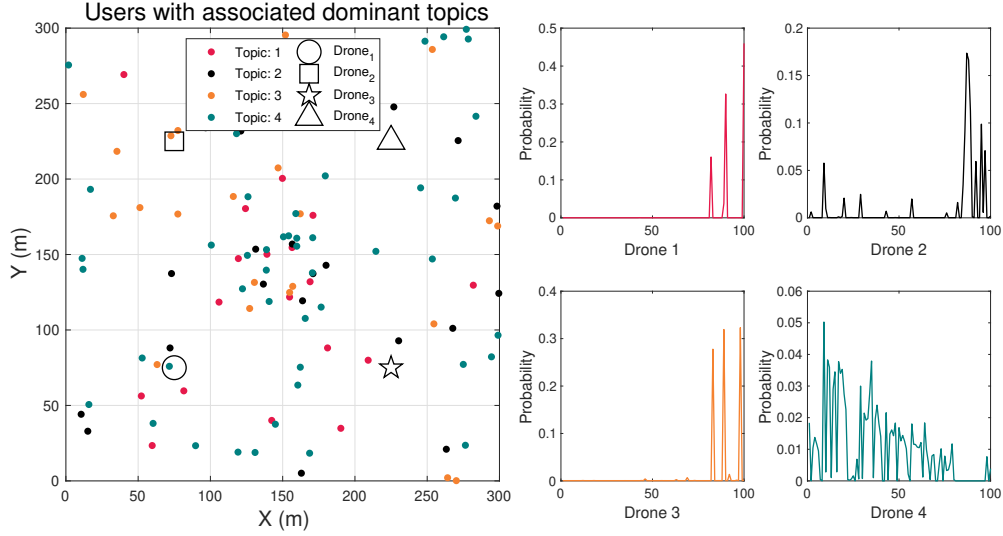 Users with associated dominant topics
Topic: 1
Topic: 2
Topic: 3
Topic: 4
Drone1
Drone2
Drone3
Drone4
300
250
200
150
100
50
0
Y (m)
0 50 100 150 200 250 300
X (m)
0.5
0.4
0.3
0.2
0.1
0
Probability
0 50 100
Drone 1
0.2
0.15
0.1
0.05
0
Probability
0 50 100
Drone 2
0.4
0.3
0.2
0.1
0
Probability
0 50 100
Drone 3
0.06
0.05
0.04
0.03
0.02
0.01
0
Probability
0 50 100
Drone 4